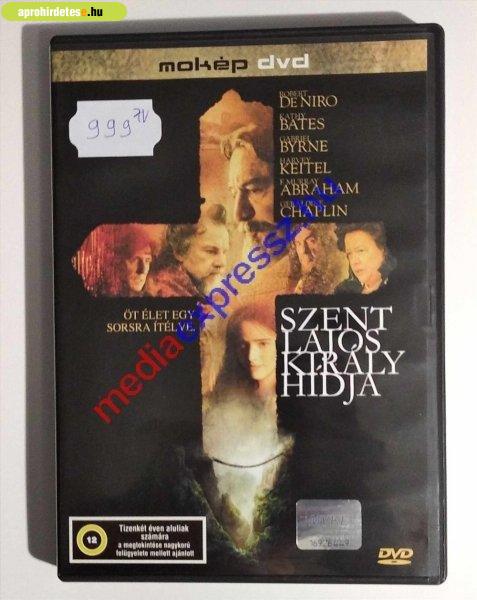 aprohirdetes●.hu
mokép dvd
999
ROBERT
DE NIRO
KATHY
BATES
GABRIEL
BYRNE
HARVEY
KEITEL
F. MURRAY
ABRAHAM
GERALDINE
CHAPLIN
ÖT ÉLET EGY
SORSRA ÍTÉLVE.
SZENT
LAJOS
KIRÁLY
HÍDJA
mediaexpressz.hu
12
Tizenkét éven aluliak
számára
a megtekintése nagykorú
felügyelete mellett ajánlott
DVD